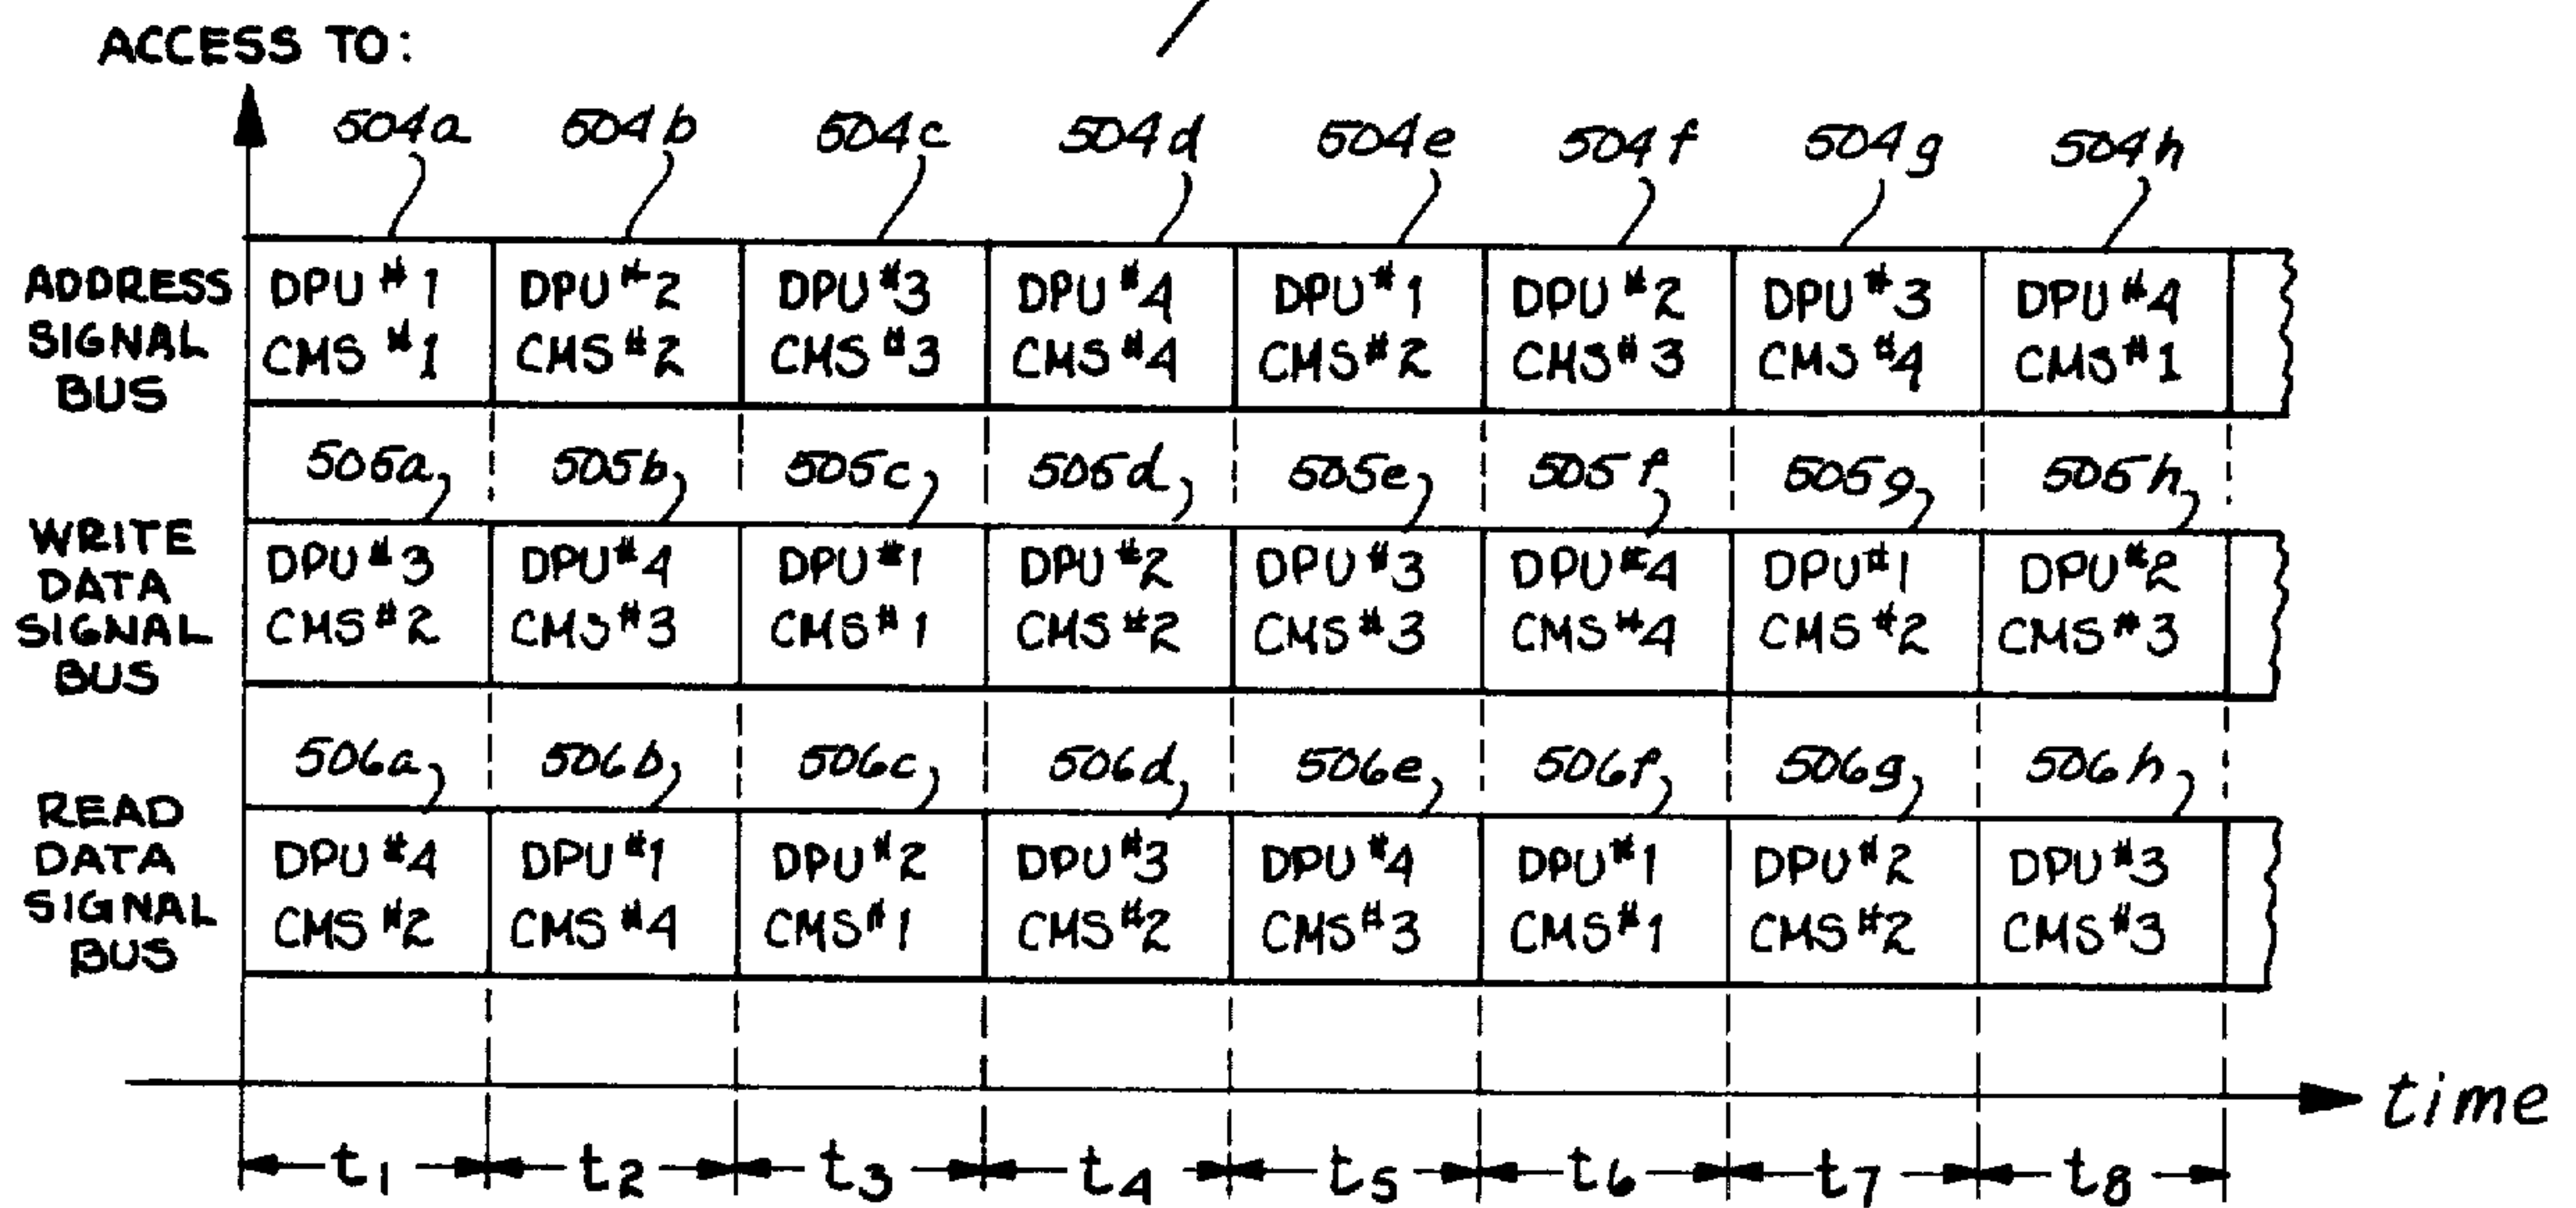 ACCESS TO:
504a 504b 504c 504d 504e 504f 504g 504h
ADDRESS SIGNAL BUS
DPU #1 DPU #2 DPU #3 DPU #4 DPU #1 DPU #2 DPU #3 DPU #4
CMS #1 CMS #2 CMS #3 CMS #4 CMS #2 CMS #3 CMS #4 CMS #1
505a 505b 505c 505d 505e 505f 505g 505h
WRITE DATA SIGNAL BUS
DPU #3 DPU #4 DPU #1 DPU #2 DPU #3 DPU #4 DPU #1 DPU #2
CMS #2 CMS #3 CMS #1 CMS #2 CMS #3 CMS #4 CMS #2 CMS #3
506a 506b 506c 506d 506e 506f 506g 506h
READ DATA SIGNAL BUS
DPU #4 DPU #1 DPU #2 DPU #3 DPU #4 DPU #1 DPU #2 DPU #3
CMS #2 CMS #4 CMS #1 CMS #2 CMS #3 CMS #1 CMS #2 CMS #3
time
t1 t2 t3 t4 t5 t6 t7 t8